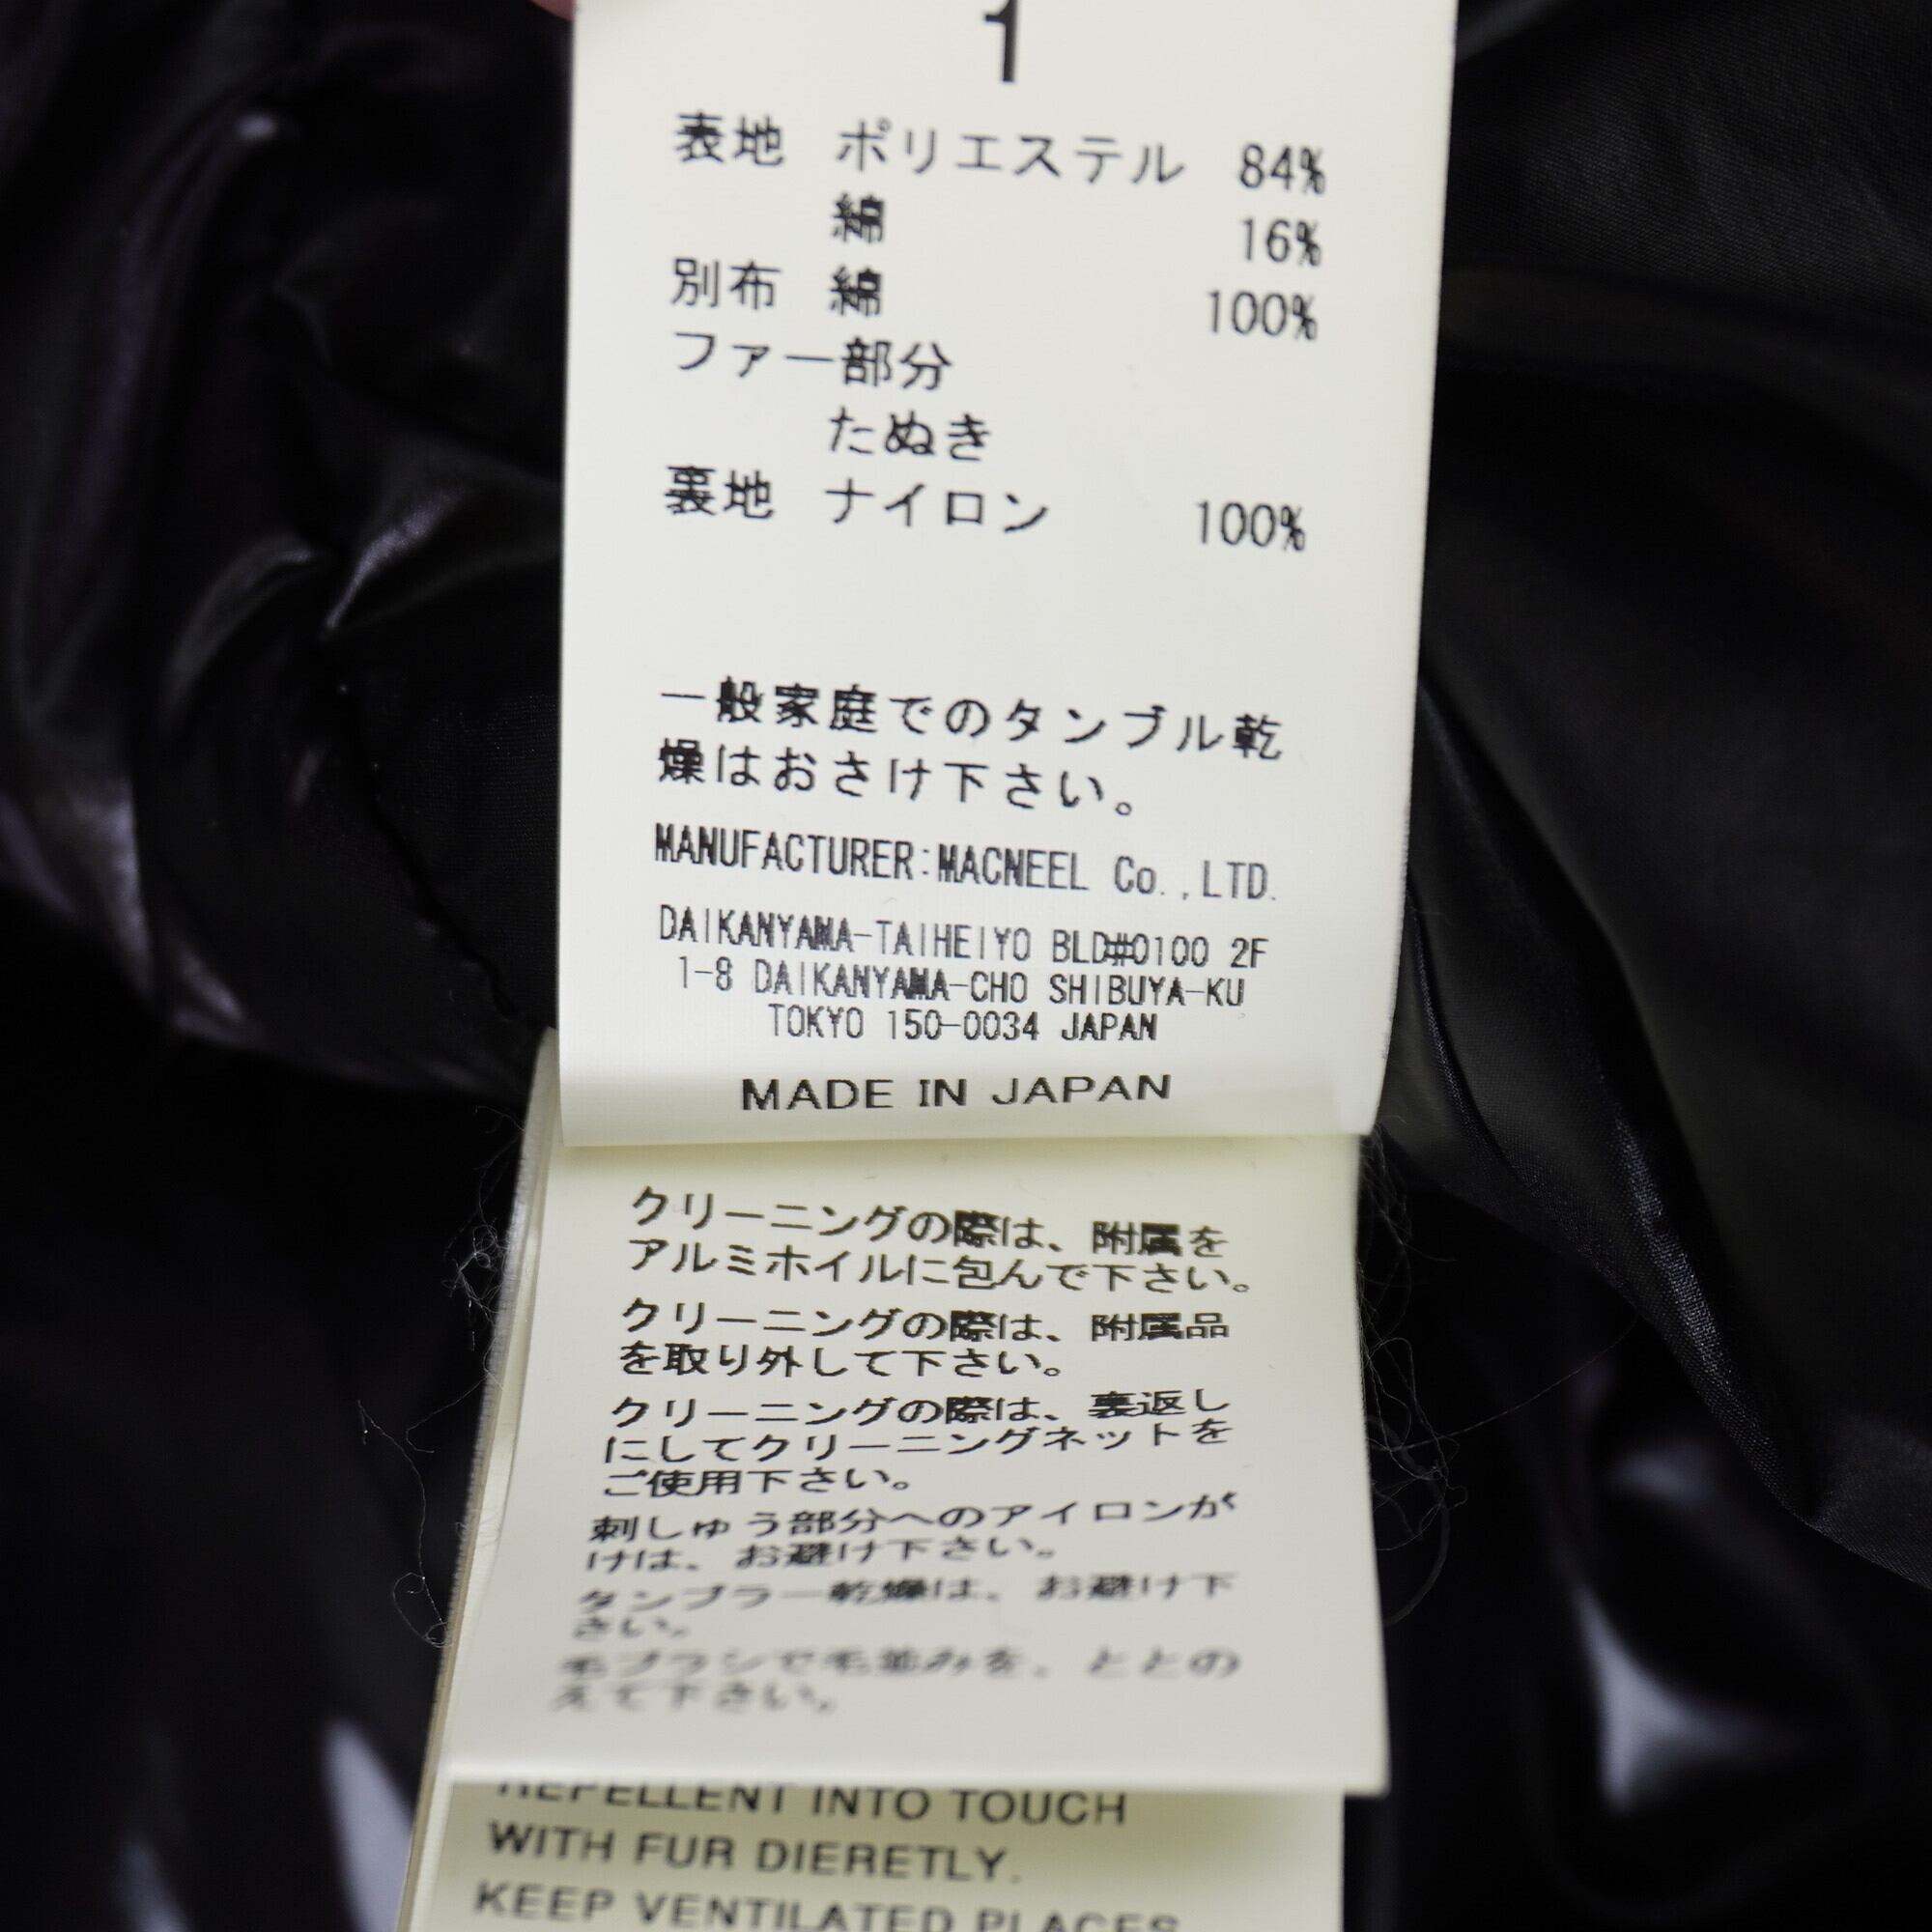 1
表地 ポリエステル 84%
綿 16%
別布 綿 100%
ファー部分
たぬき
裏地 ナイロン 100%
一般家庭でのタンブル乾
燥はおさけ下さい。
MANUFACTURER:MACNEEL Co.,LTD.
DAIKANYAMA-TAIHEIYO BLD#0100 2F
1-8 DAIKANYAMA-CHO SHIBUYA-KU
TOKYO 150-0034 JAPAN
MADE IN JAPAN
クリーニングの際は、附属を
アルミホイルに包んで下さい。
クリーニングの際は、附属品
を取り外して下さい。
クリーニングの際は、裏返し
にしてクリーニングネットを
ご使用下さい。
刺しゅう部分へのアイロンが
けは、お避け下さい。
タンブラー乾燥は、お避け下
さい。
毛ブラシで毛並みを、ととの
えて下さい。
REPELLENT INTO TOUCH
WITH FUR DIERETLY.
KEEP VENTILATED PLACES